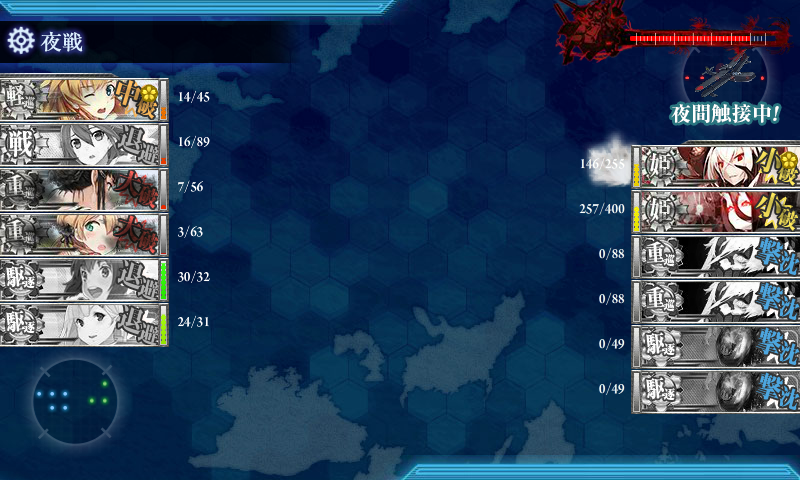 夜戦
夜間触接中!
軽巡
中破
14/45
戦
退避
16/89
重巡
大破
7/56
重巡
大破
3/63
駆逐
退避
30/32
駆逐
退避
24/31
146/255
姫
小破
257/400
姫
小破
0/88
重巡
撃沈
0/88
重巡
撃沈
0/49
駆逐
撃沈
0/49
駆逐
撃沈